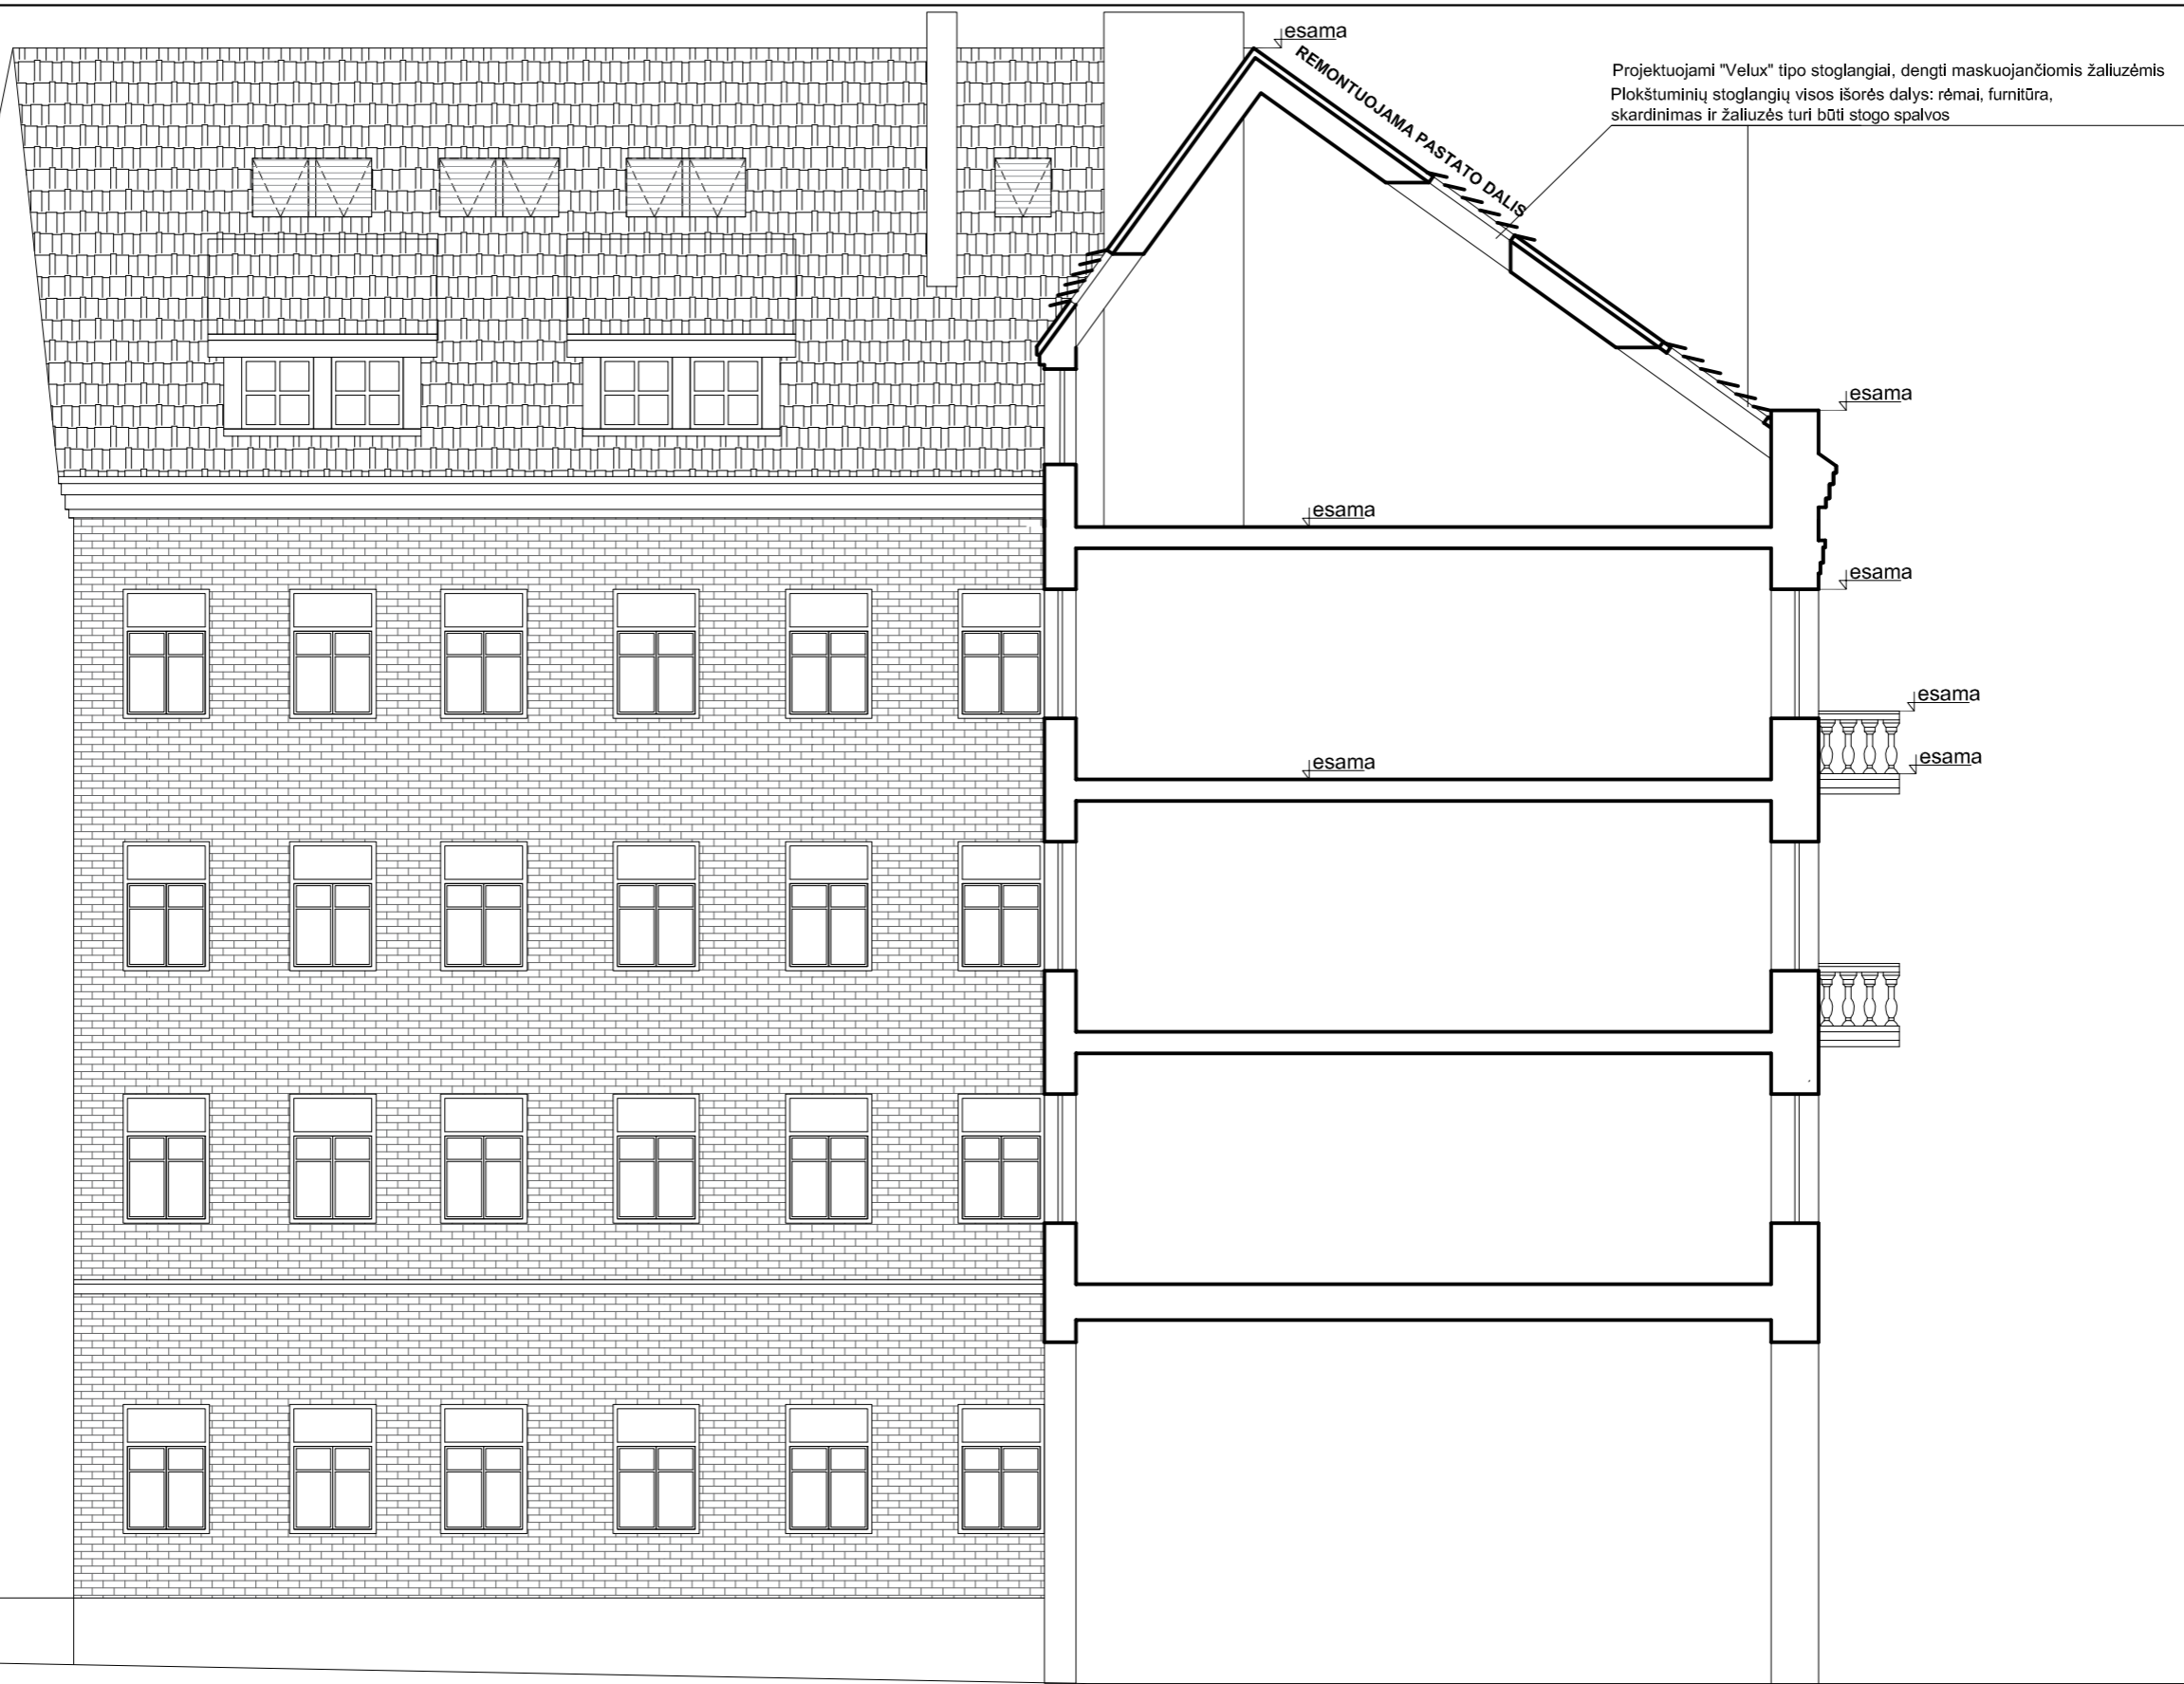 esama
REMONTUOJAMA PASTATO DALIS
Projektuojami "Velux" tipo stoglangiai, dengti maskuojančiomis žaliuzėmis
Plokštuminių stoglangių visos išorės dalys: rėmai, furnitūra,
skardinimas ir žaliuzės turi būti stogo spalvos
esama
esama
esama
esama
esama
esama